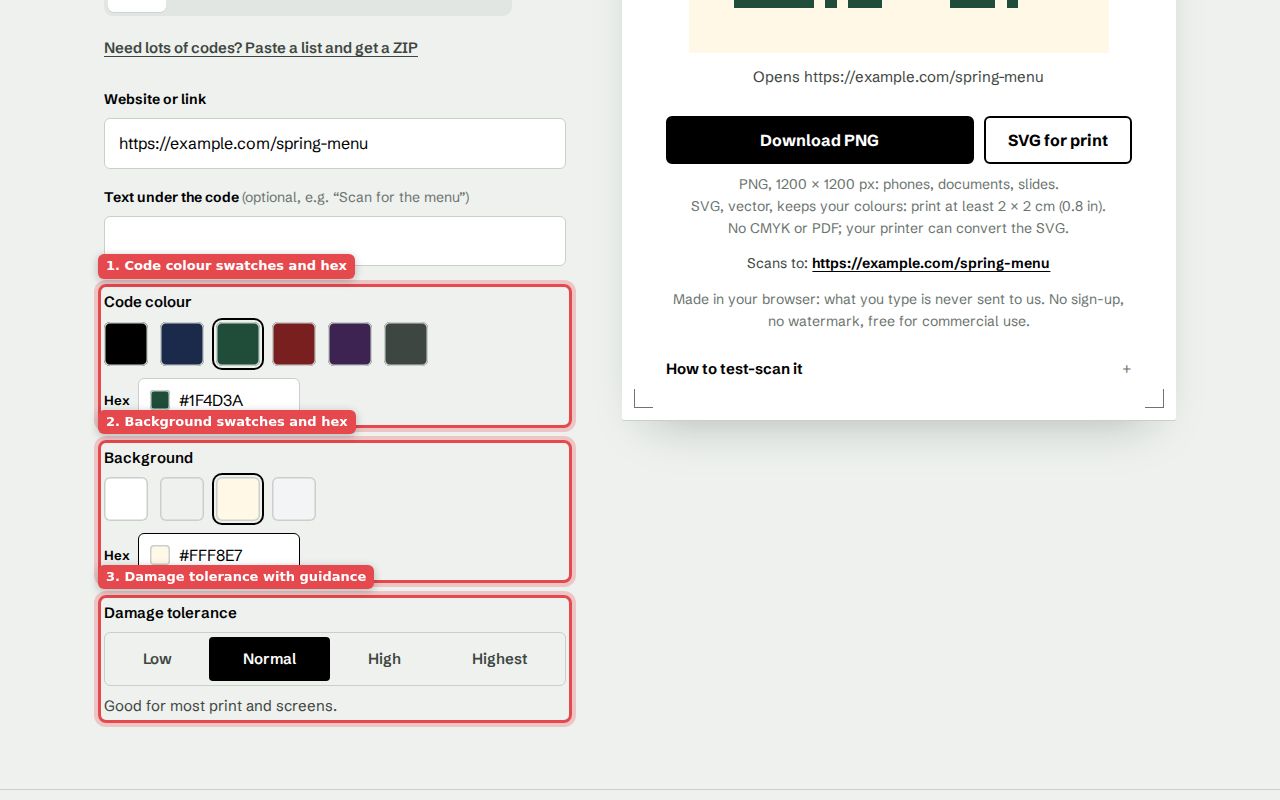 Need lots of codes? Paste a list and get a ZIP
Website or link
https://example.com/spring-menu
Text under the code (optional, e.g. “Scan for the menu”)
1. Code colour swatches and hex
Code colour
Hex #1F4D3A
2. Background swatches and hex
Background
Hex #FFF8E7
3. Damage tolerance with guidance
Damage tolerance
Low Normal High Highest
Good for most print and screens.
Opens https://example.com/spring-menu
Download PNG SVG for print
PNG, 1200 × 1200 px: phones, documents, slides.
SVG, vector, keeps your colours: print at least 2 × 2 cm (0.8 in).
No CMYK or PDF; your printer can convert the SVG.
Scans to: https://example.com/spring-menu
Made in your browser: what you type is never sent to us. No sign-up,
no watermark, free for commercial use.
How to test-scan it +